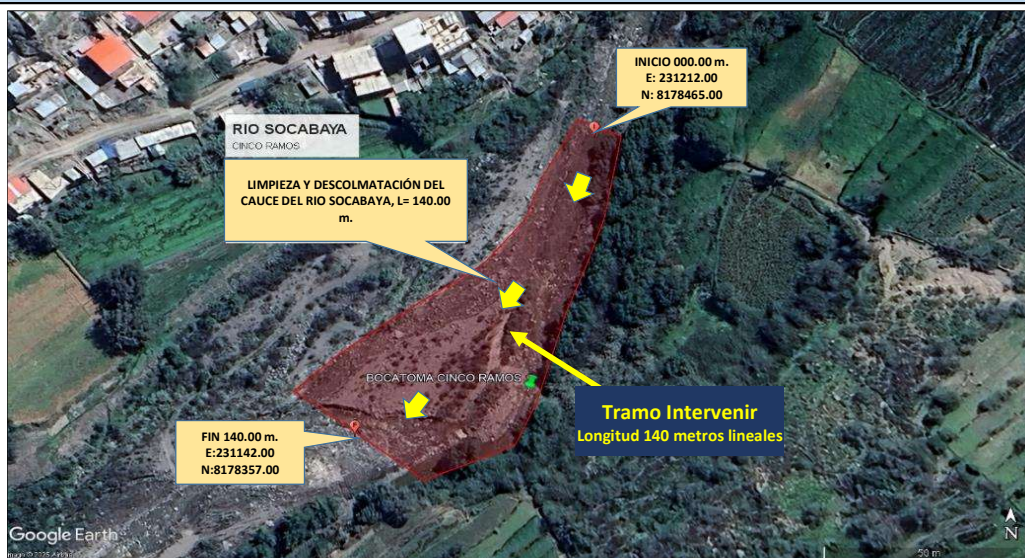 INICIO 000.00 m.
E: 231212.00
N: 8178465.00
RIO SOCABAYA
CINCO RAMOS
LIMPIEZA Y DESCOLMATACIÓN DEL
CAUCE DEL RIO SOCABAYA, L= 140.00
m.
BOCATOMA CINCO RAMOS
Tramo Intervenir
Longitud 140 metros lineales
FIN 140.00 m.
E:231142.00
N:8178357.00
Google Earth
N
50 m